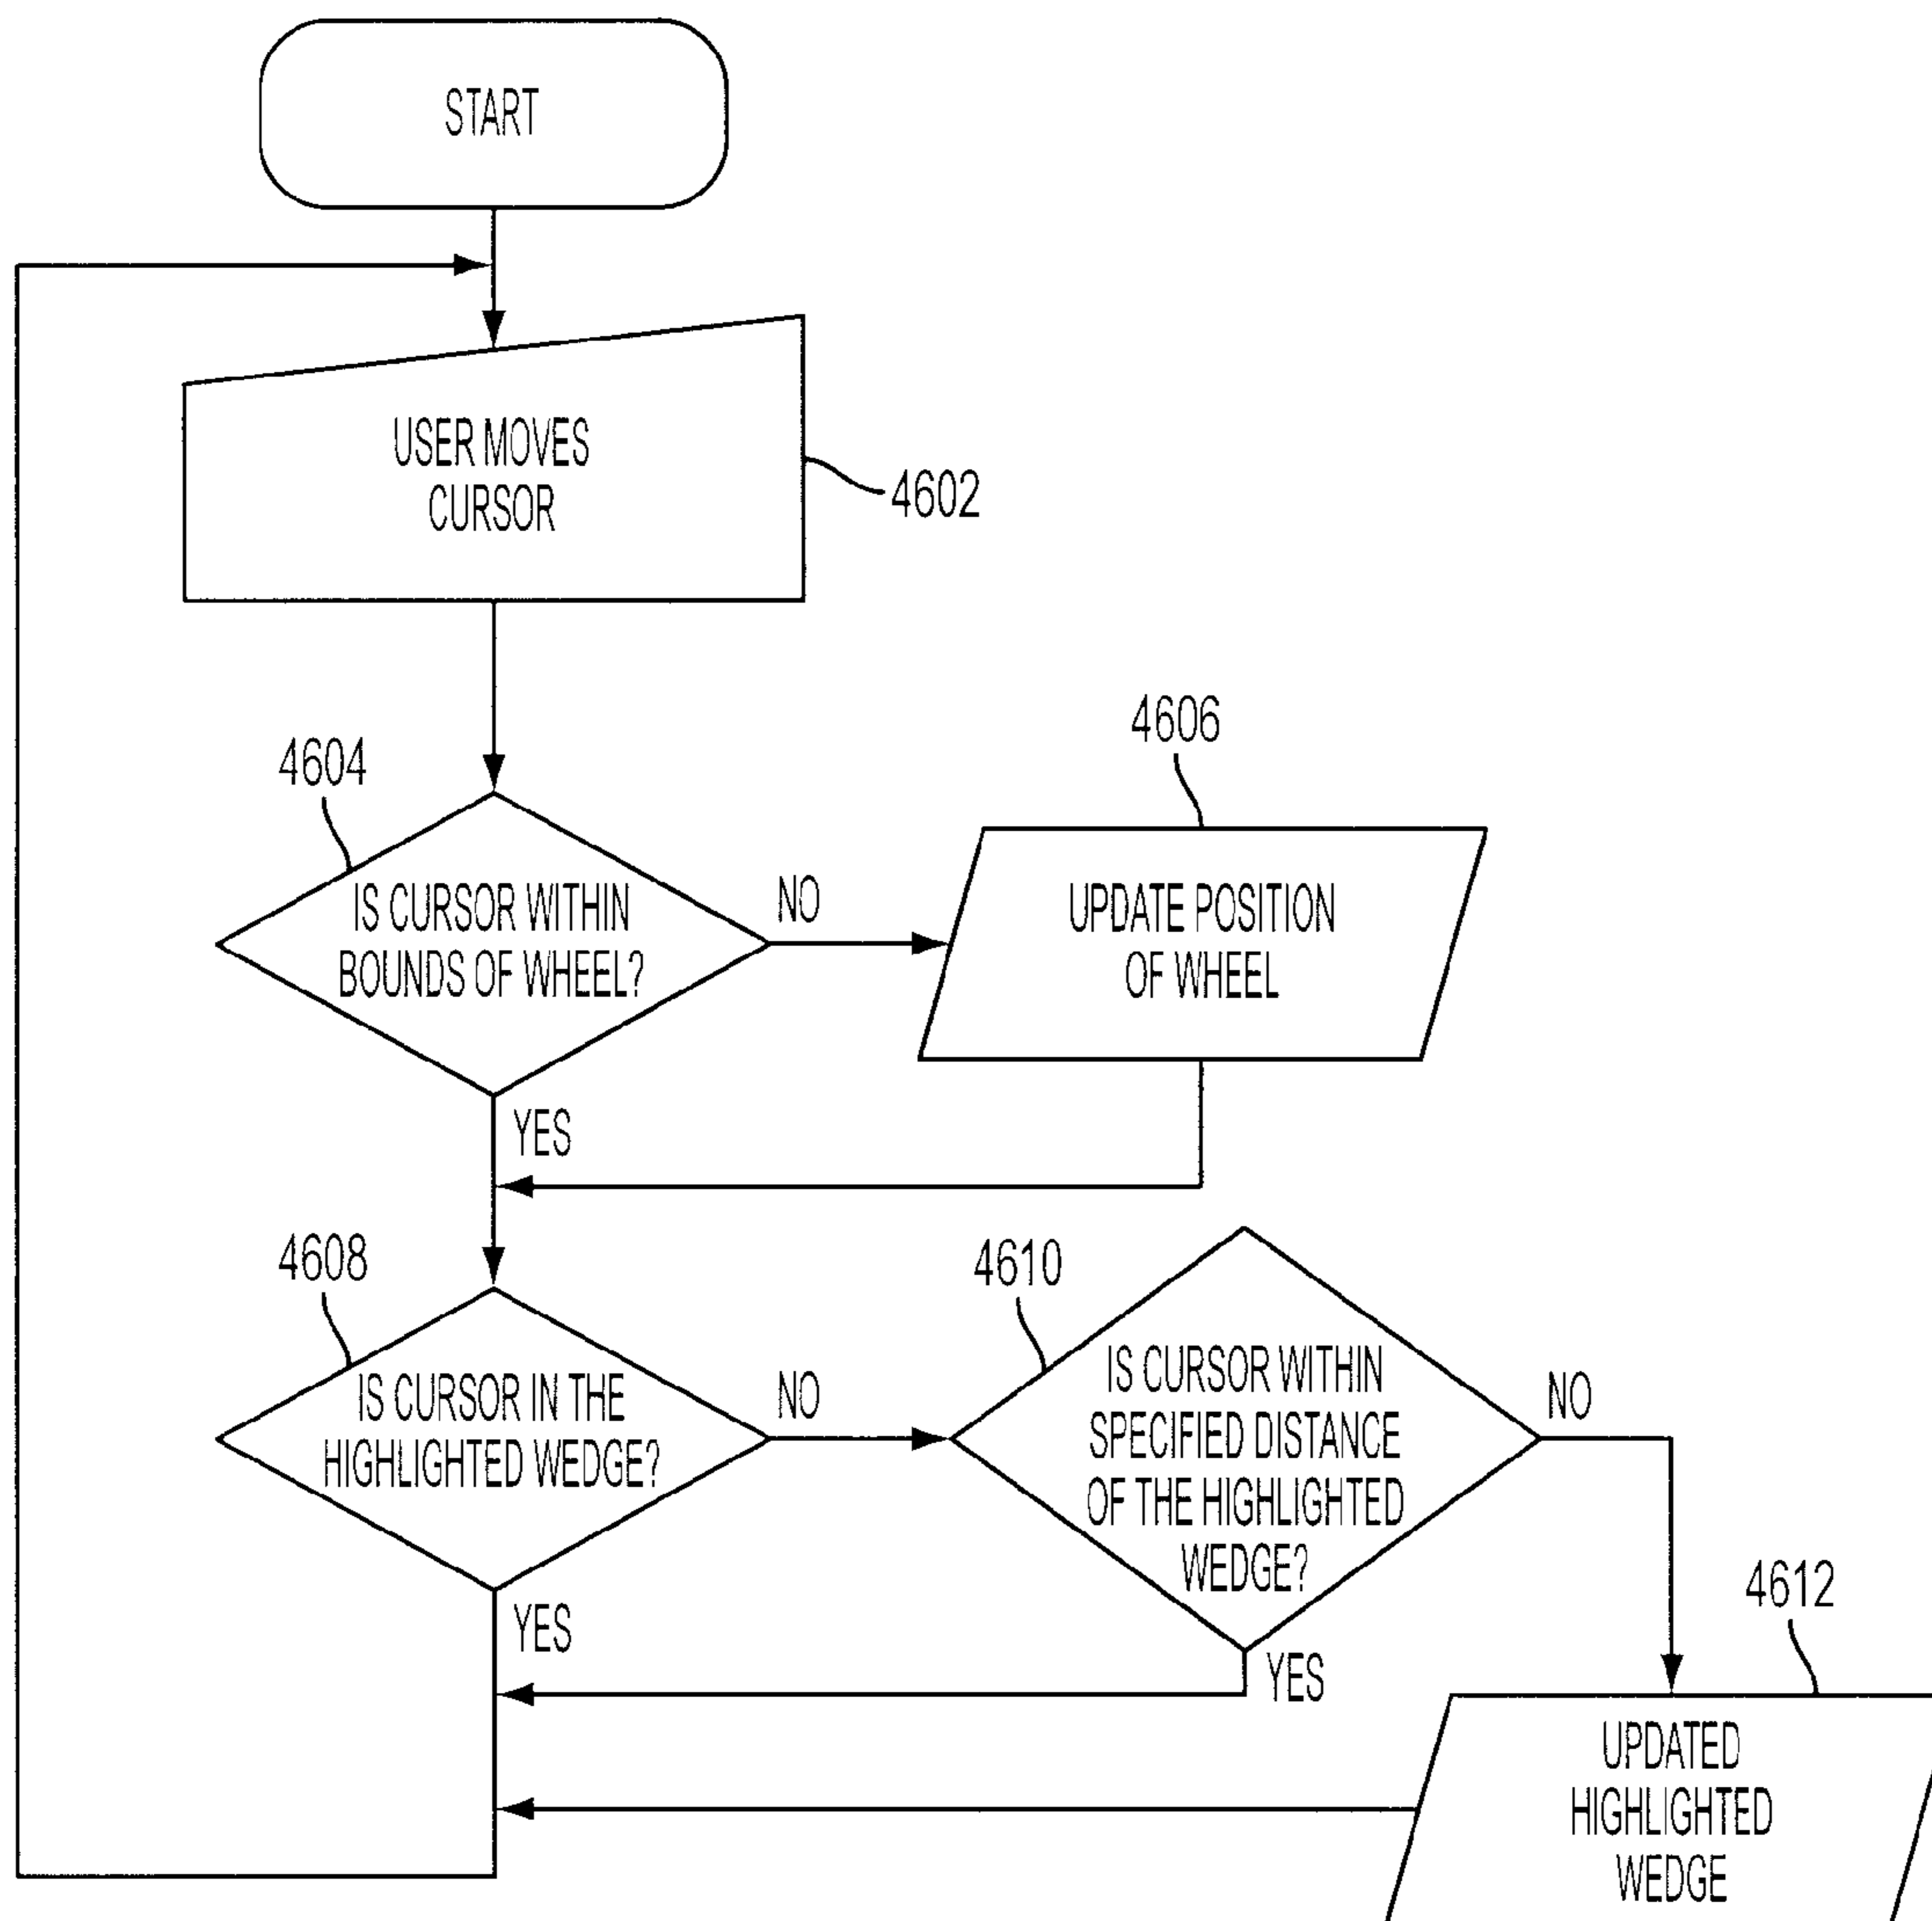 START
USER MOVES
CURSOR
4602
4604
IS CURSOR WITHIN
BOUNDS OF WHEEL?
NO
YES
4606
UPDATE POSITION
OF WHEEL
4608
IS CURSOR IN THE
HIGHLIGHTED WEDGE?
NO
YES
4610
IS CURSOR WITHIN
SPECIFIED DISTANCE
OF THE HIGHLIGHTED
WEDGE?
NO
YES
4612
UPDATED
HIGHLIGHTED
WEDGE